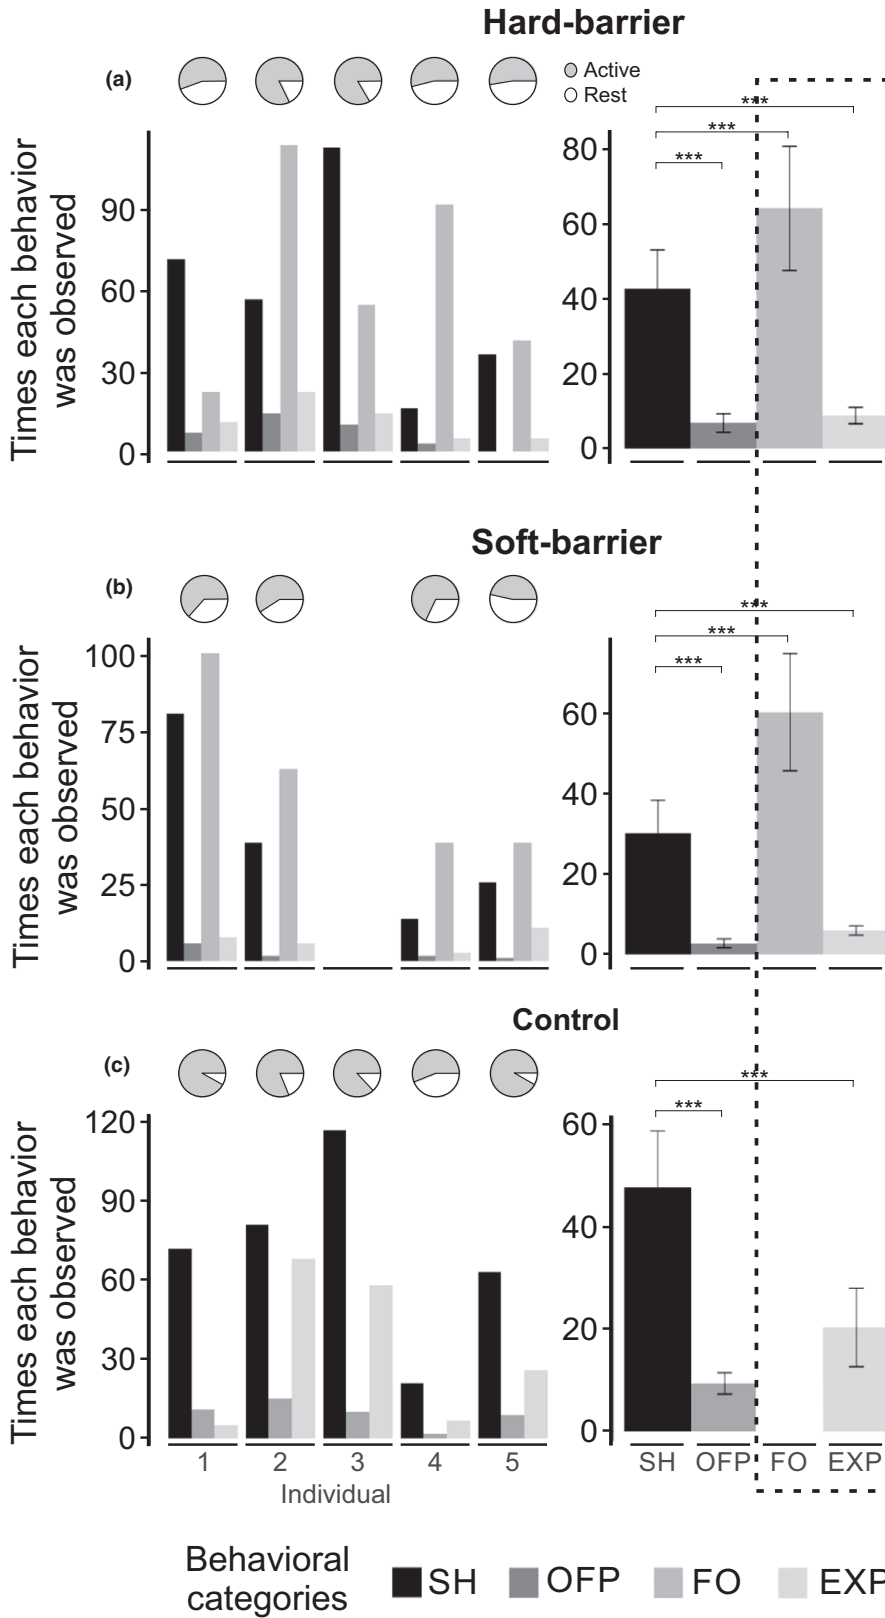 Hard-barrier
(a)
Active
Rest
Times each behavior
was observed
90
60
30
0
80
60
40
20
0
***
***
***
Soft-barrier
(b)
Times each behavior
was observed
100
75
50
25
0
60
40
20
0
***
***
***
Control
(c)
Times each behavior
was observed
120
90
60
30
0
60
40
20
0
***
***
1 2 3 4 5
Individual
SH OFP FO EXP
Behavioral
categories
SH OFP FO EXP